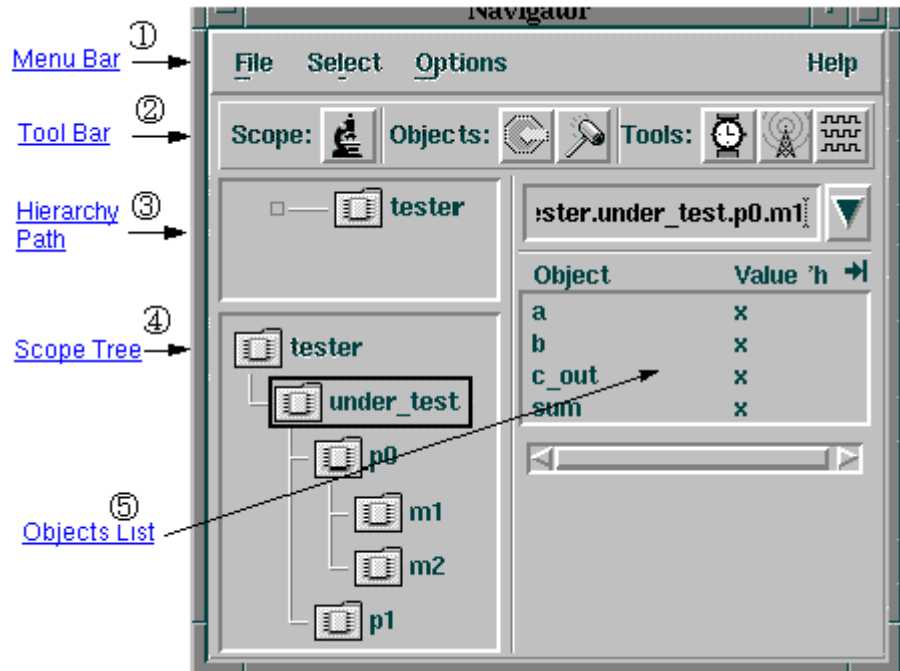 Navigator
① Menu Bar
File Select Options Help
② Tool Bar
Scope: Objects: Tools:
③ Hierarchy
Path
tester
ester.under_test.p0.m1
Object Value 'h
a x
b x
c_out x
sum x
④ Scope Tree
tester
under_test
p0
m1
m2
p1
⑤ Objects List